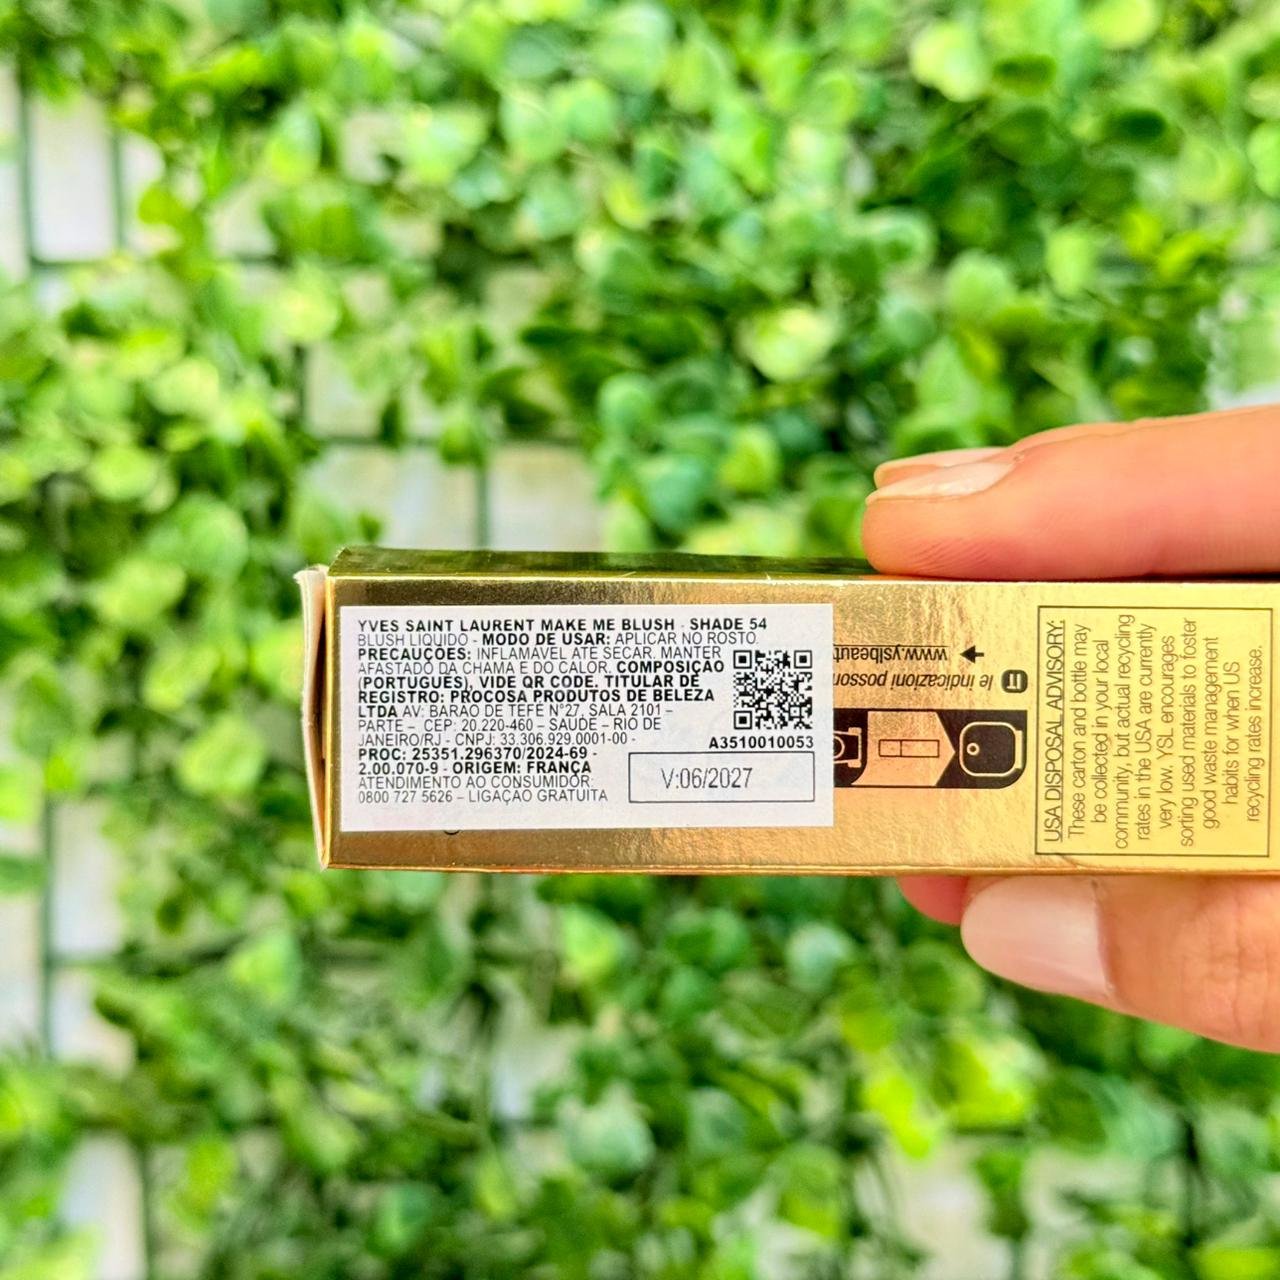 YVES SAINT LAURENT MAKE ME BLUSH - SHADE 54
BLUSH LIQUIDO - MODO DE USAR: APLICAR NO ROSTO.
PRECAUÇÕES: INFLAMÁVEL ATÉ SECAR. MANTER
AFASTADO DA CHAMA E DO CALOR. COMPOSIÇÃO
(PORTUGUÊS), VIDE QR CODE. TITULAR DE
REGISTRO: PROCOSA PRODUTOS DE BELEZA
LTDA AV: BARÃO DE TEFÉ N°27, SALA 2101 –
PARTE – CEP: 20.220-460 – SAÚDE – RIO DE
JANEIRO/RJ - CNPJ: 33.306.929.0001-00 -
PROC: 25351.296370/2024-69 -
2.00.070-9 - ORIGEM: FRANÇA
ATENDIMENTO AO CONSUMIDOR:
0800 727 5626 – LIGAÇÃO GRATUITA
A3510010053
V:06/2027
le indicazioni
www.yslbeaut
USA DISPOSAL ADVISORY:
These carton and bottle may
be collected in your local
community, but actual recycling
rates in the USA are currently
very low. YSL encourages
sorting used materials to foster
good waste management
habits for when US
recycling rates increase.